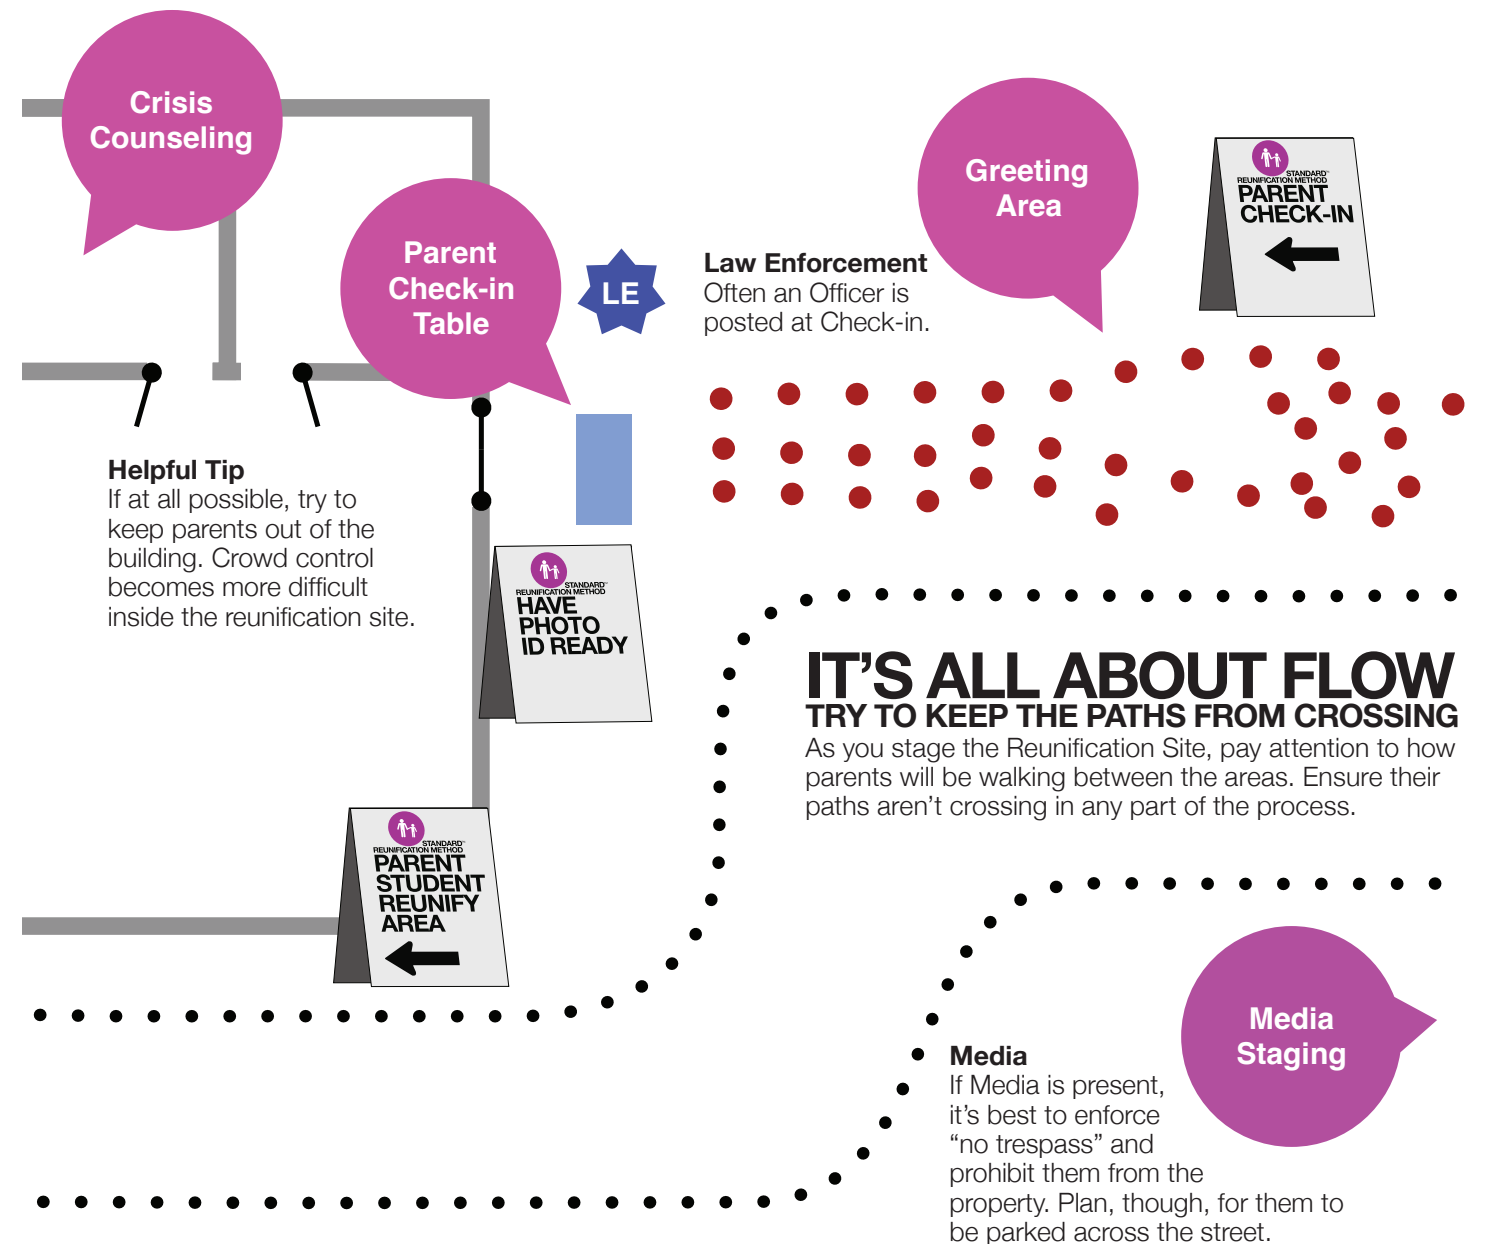 Crisis
Counseling
Parent
Check-in
Table
LE
Law Enforcement
Often an Officer is
posted at Check-in.
Greeting
Area
STANDARD™
REUNIFICATION METHOD
PARENT
CHECK-IN
Helpful Tip
If at all possible, try to
keep parents out of the
building. Crowd control
becomes more difficult
inside the reunification site.
STANDARD™
REUNIFICATION METHOD
HAVE
PHOTO
ID READY
IT’S ALL ABOUT FLOW
TRY TO KEEP THE PATHS FROM CROSSING
As you stage the Reunification Site, pay attention to how
parents will be walking between the areas. Ensure their
paths aren’t crossing in any part of the process.
STANDARD™
REUNIFICATION METHOD
PARENT
STUDENT
REUNIFY
AREA
Media
Staging
Media
If Media is present,
it’s best to enforce
“no trespass” and
prohibit them from the
property. Plan, though, for them to
be parked across the street.